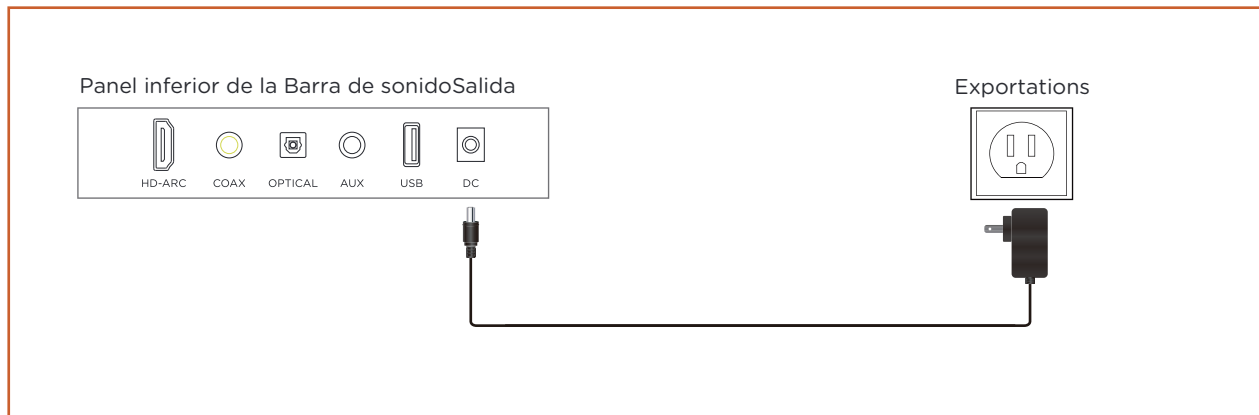 Panel inferior de la Barra de sonidoSalida
Exportations
HD-ARC COAX OPTICAL AUX USB DC